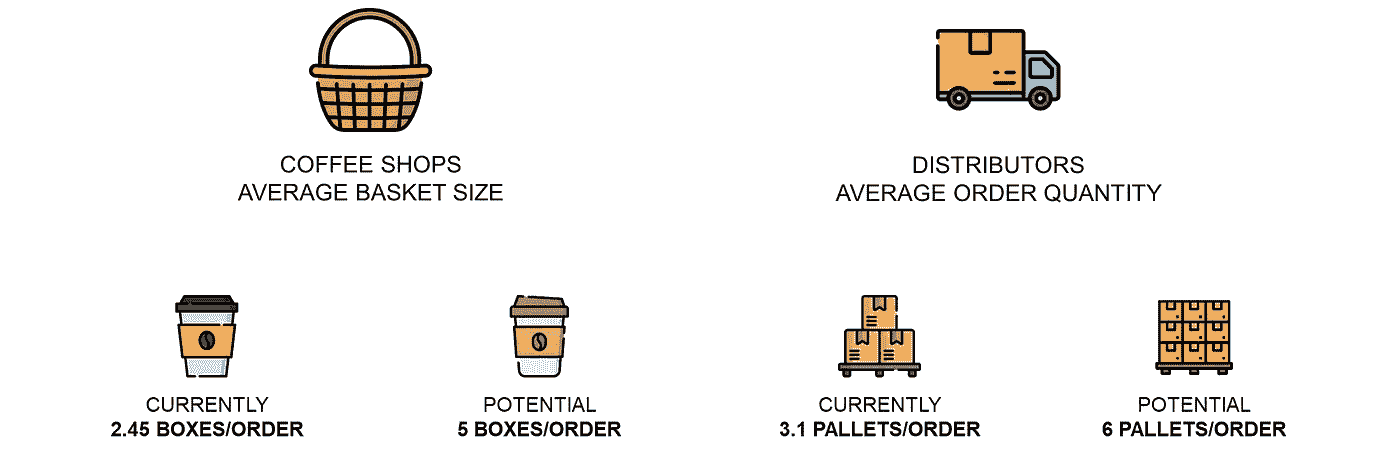 COFFEE SHOPS
AVERAGE BASKET SIZE
DISTRIBUTORS
AVERAGE ORDER QUANTITY
CURRENTLY
2.45 BOXES/ORDER
POTENTIAL
5 BOXES/ORDER
CURRENTLY
3.1 PALLETS/ORDER
POTENTIAL
6 PALLETS/ORDER